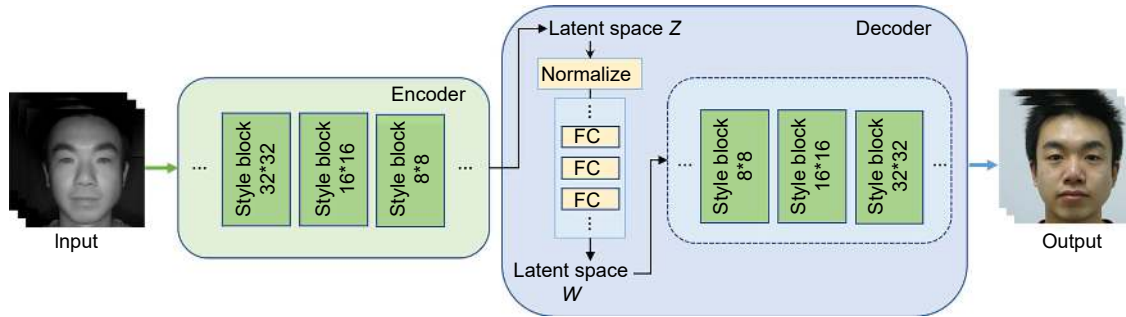 Input
Encoder
...
Style block
32*32
Style block
16*16
Style block
8*8
...
Decoder
Latent space Z
Normalize
...
FC
FC
FC
...
Latent space
W
...
Style block
8*8
Style block
16*16
Style block
32*32
...
Output